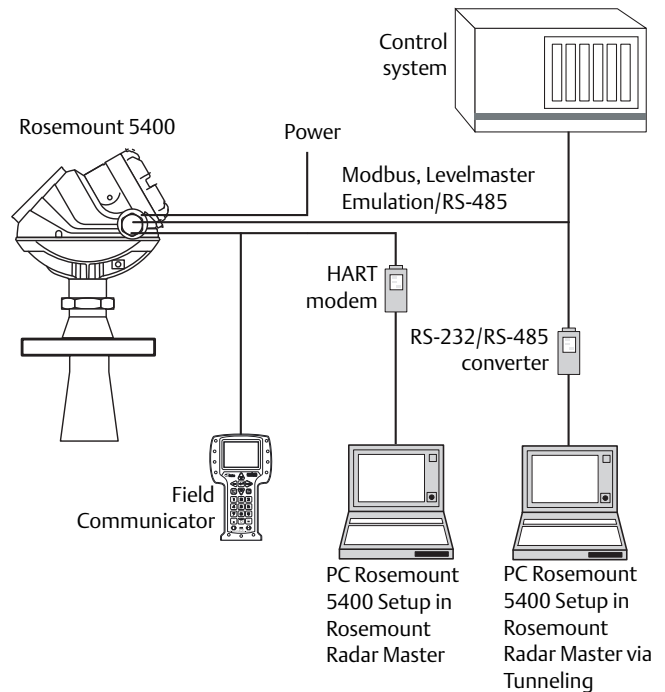 Control
system
Rosemount 5400
Power
Modbus, Levelmaster
Emulation/RS-485
HART
modem
RS-232/RS-485
converter
Field
Communicator
PC Rosemount
5400 Setup in
Rosemount
Radar Master
PC Rosemount
5400 Setup in
Rosemount
Radar Master via
Tunneling